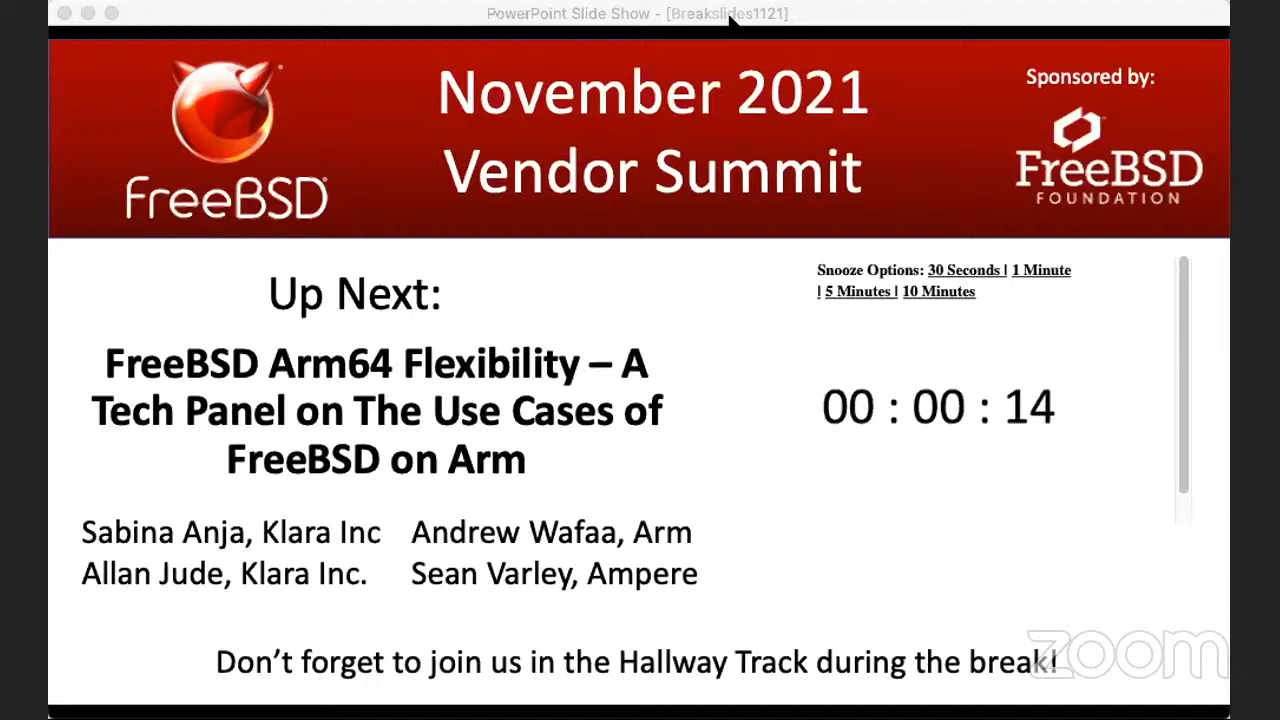 PowerPoint Slide Show - [Breakslides1121]
November 2021
Vendor Summit
Sponsored by:
FreeBSD
FreeBSD
FOUNDATION
Up Next:
FreeBSD Arm64 Flexibility – A
Tech Panel on The Use Cases of
FreeBSD on Arm
Snooze Options: 30 Seconds | 1 Minute
| 5 Minutes | 10 Minutes
00 : 00 : 14
Sabina Anja, Klara Inc Andrew Wafaa, Arm
Allan Jude, Klara Inc. Sean Varley, Ampere
Don’t forget to join us in the Hallway Track during the break!
zoom